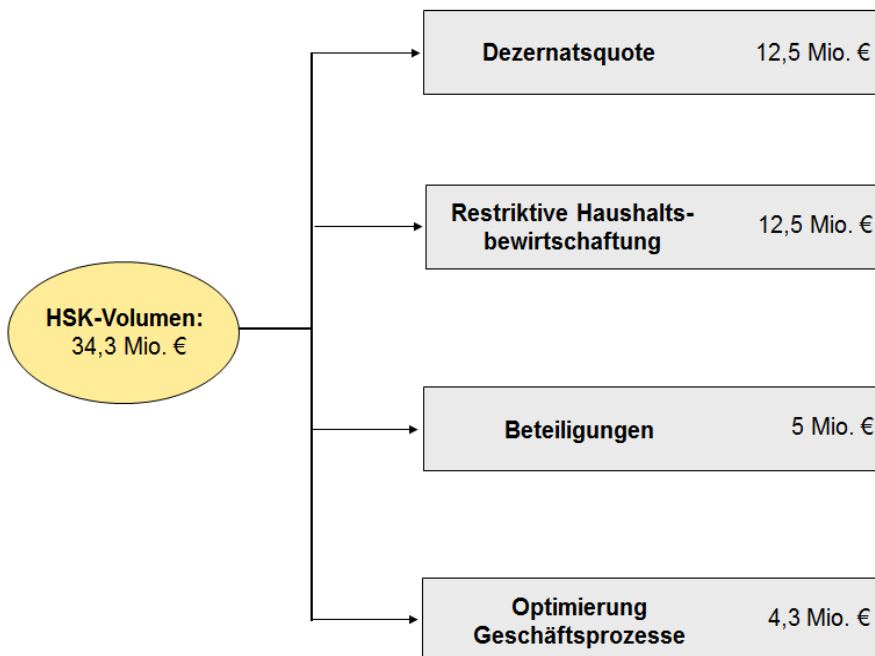 Dezernatsquote 12,5 Mio. €
Restriktive Haushalts-
bewirtschaftung 12,5 Mio. €
HSK-Volumen:
34,3 Mio. €
Beteiligungen 5 Mio. €
Optimierung
Geschäftsprozesse 4,3 Mio. €